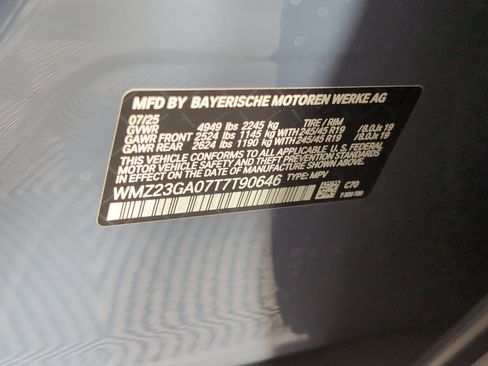 MFD BY BAYERISCHE MOTOREN WERKE AG
07/25
GVWR 4949 lbs 2245 kg TIRE / RIM
GAWR FRONT 2524 lbs 1145 kg WITH 245/45 R19 /8.0Jx 19
GAWR REAR 2624 lbs 1190 kg WITH 245/45 R19 /8.0Jx 19
THIS VEHICLE CONFORMS TO ALL APPLICABLE U.S. FEDERAL
MOTOR VEHICLE SAFETY, BUMPER, AND THEFT PREVENTION STANDARDS
IN EFFECT ON THE DATE OF MANUFACTURE SHOWN ABOVE.
WMZ23GA07T7T90646 TYPE: MPV
C70